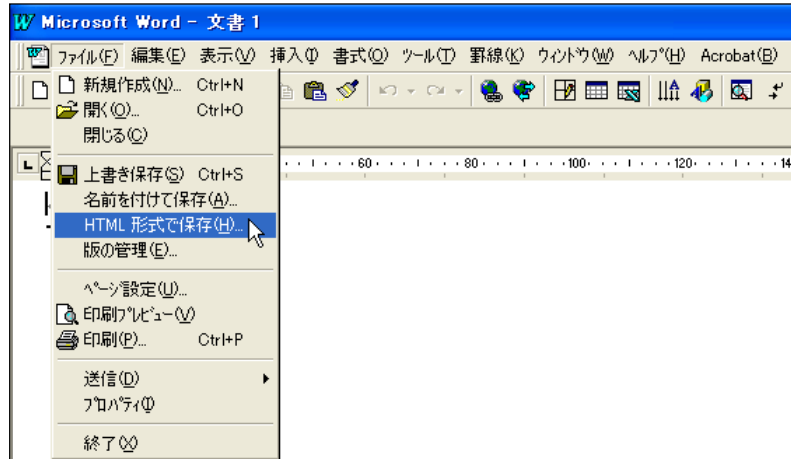 Microsoft Word - 文書 1
ファイル(F) 編集(E) 表示(V) 挿入(I) 書式(O) ツール(T) 罫線(K) ウィンドウ(W) ヘルプ(H) Acrobat(B)
新規作成(N)... Ctrl+N
開く(O)... Ctrl+O
閉じる(C)
上書き保存(S) Ctrl+S
名前を付けて保存(A)...
HTML 形式で保存(H)...
版の管理(E)...
ページ設定(U)...
印刷プレビュー(V)
印刷(P)... Ctrl+P
送信(D)
プロパティ(I)
終了(X)
60 80 100 120 14